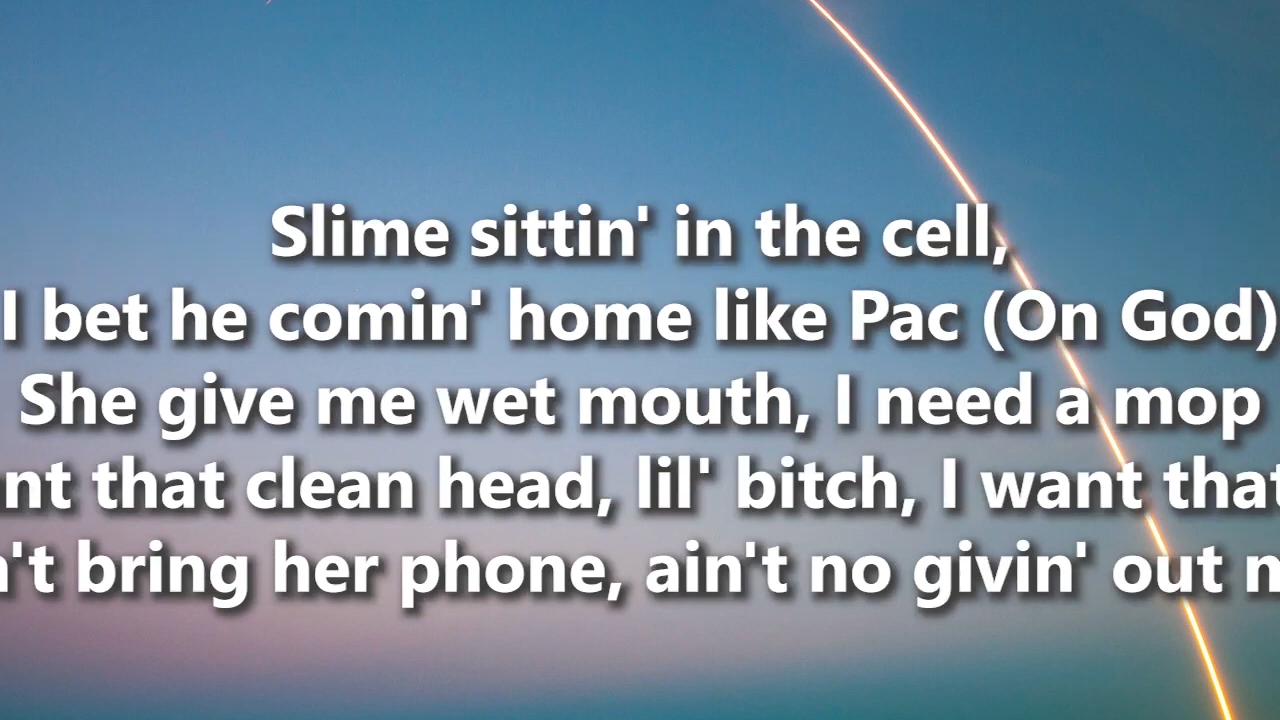 Slime sittin' in the cell,
I bet he comin' home like Pac (On God)
She give me wet mouth, I need a mop
nt that clean head, lil' bitch, I want that
n't bring her phone, ain't no givin' out n